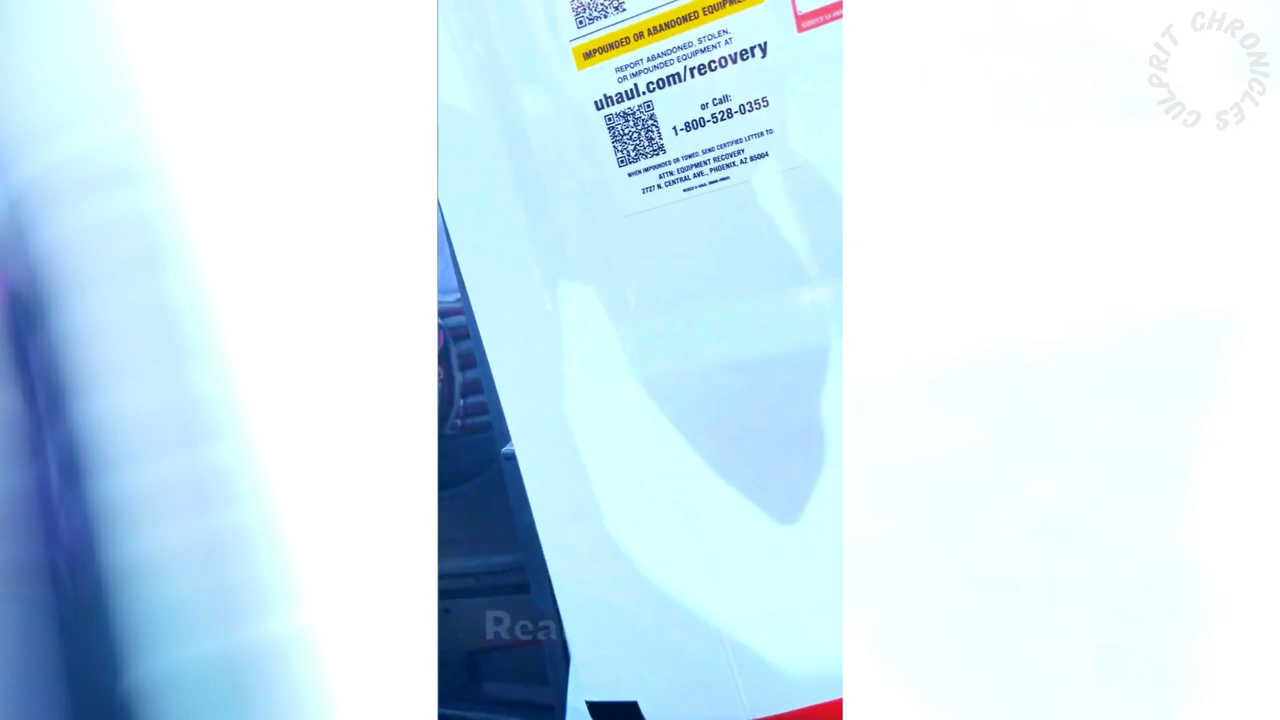 IMPOUNDED OR ABANDONED EQUIPME
REPORT ABANDONED, STOLEN,
OR IMPOUNDED EQUIPMENT AT
uhaul.com/recovery
or Call:
1-800-528-0355
WHEN IMPOUNDED OR TOWED, SEND CERTIFIED LETTER TO:
ATTN: EQUIPMENT RECOVERY
2727 N. CENTRAL AVE., PHOENIX, AZ 85004
CULPRIT CHRONICLES
Rea